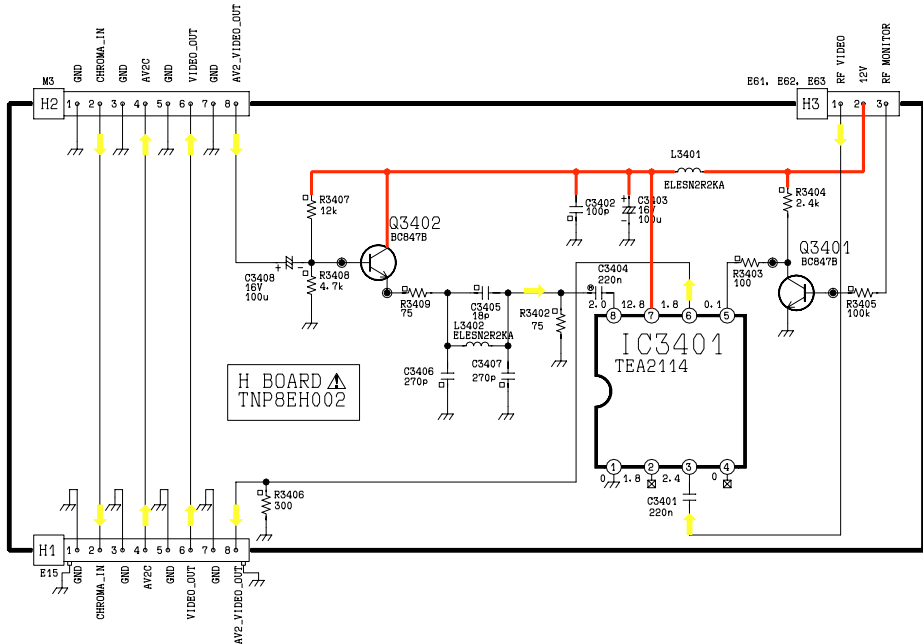 M3
H2
GND
CHROMA_IN
GND
AV2C
GND
VIDEO_OUT
GND
AV2_VIDEO_OUT
1 2 3 4 5 6 7 8
E61. E62. E63
H3
RF VIDEO
12V
RF MONITOR
1 2 3
L3401
ELESN2R2KA
R3407
12k
Q3402
BC847B
C3402
100p
C3403
16V
100u
R3404
2.4k
Q3401
BC847B
C3408
16V
100u
R3408
4.7k
R3409
75
C3405
18p
L3402
ELESN2R2KA
R3402
75
C3404
220n
R3403
100
R3405
100k
2.0 12.8 1.8 0.1
8 7 6 5
IC3401
TEA2114
C3406
270p
C3407
270p
H BOARD
TNP8EH002
1 2 3 4
0 1.8 2.4 0
C3401
220n
R3406
300
H1
1 2 3 4 5 6 7 8
E15
GND
CHROMA_IN
GND
AV2C
GND
VIDEO_OUT
GND
AV2_VIDEO_OUT